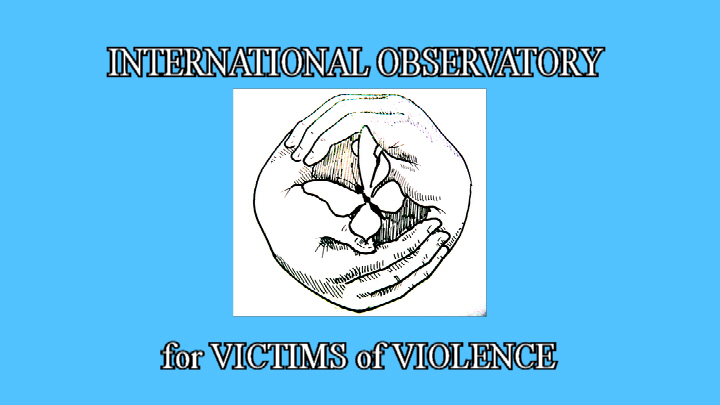 INTERNATIONAL OBSERVATORY
for VICTIMS of VIOLENCE